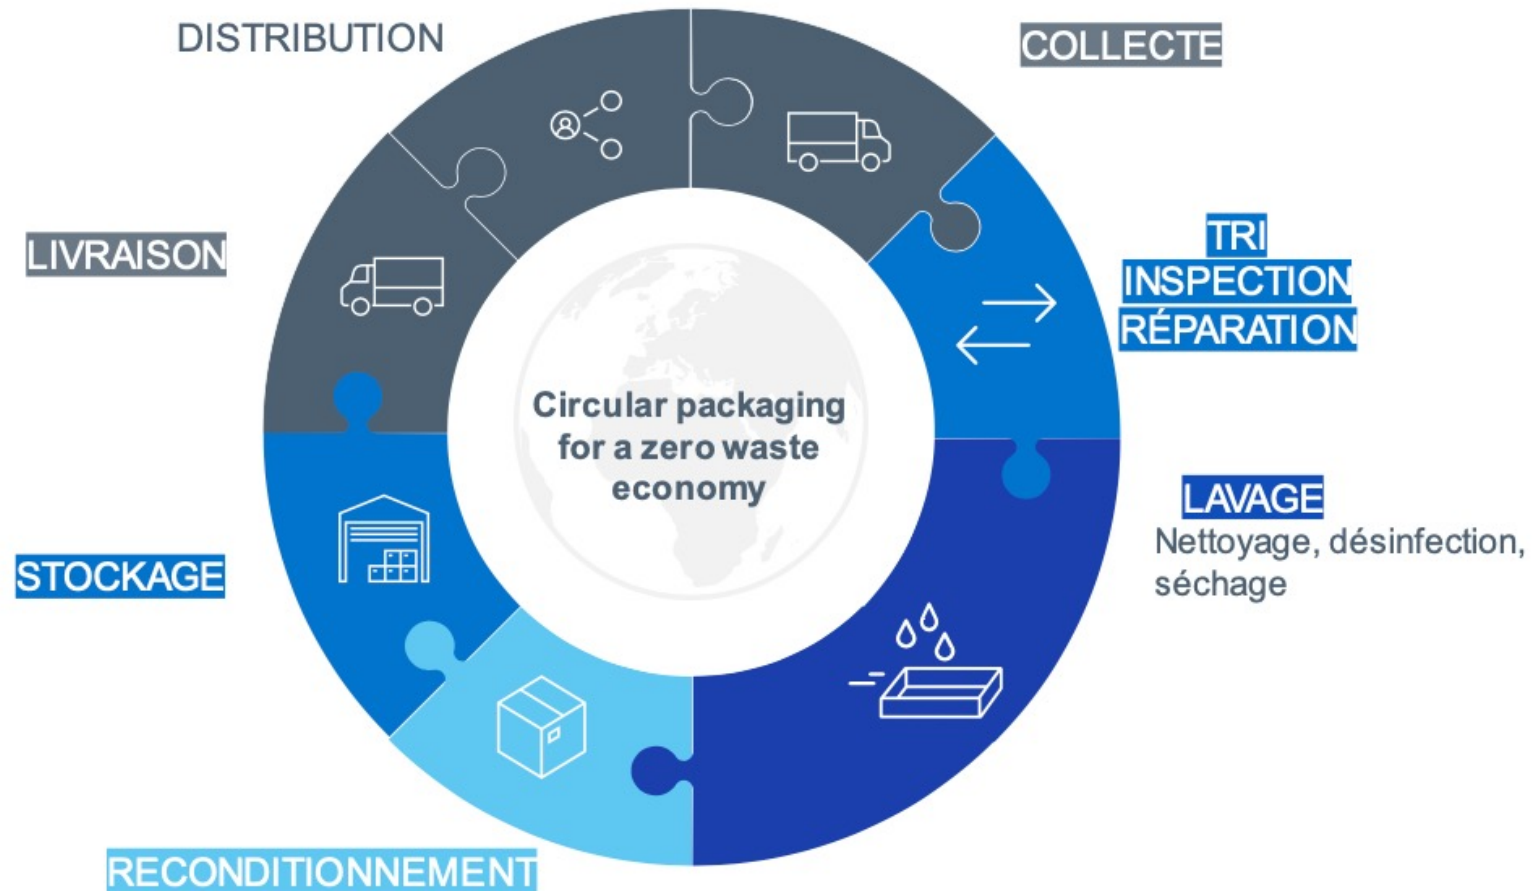 DISTRIBUTION
COLLECTE
LIVRAISON
TRI
INSPECTION
RÉPARATION
Circular packaging
for a zero waste
economy
LAVAGE
Nettoyage, désinfection,
séchage
STOCKAGE
RECONDITIONNEMENT